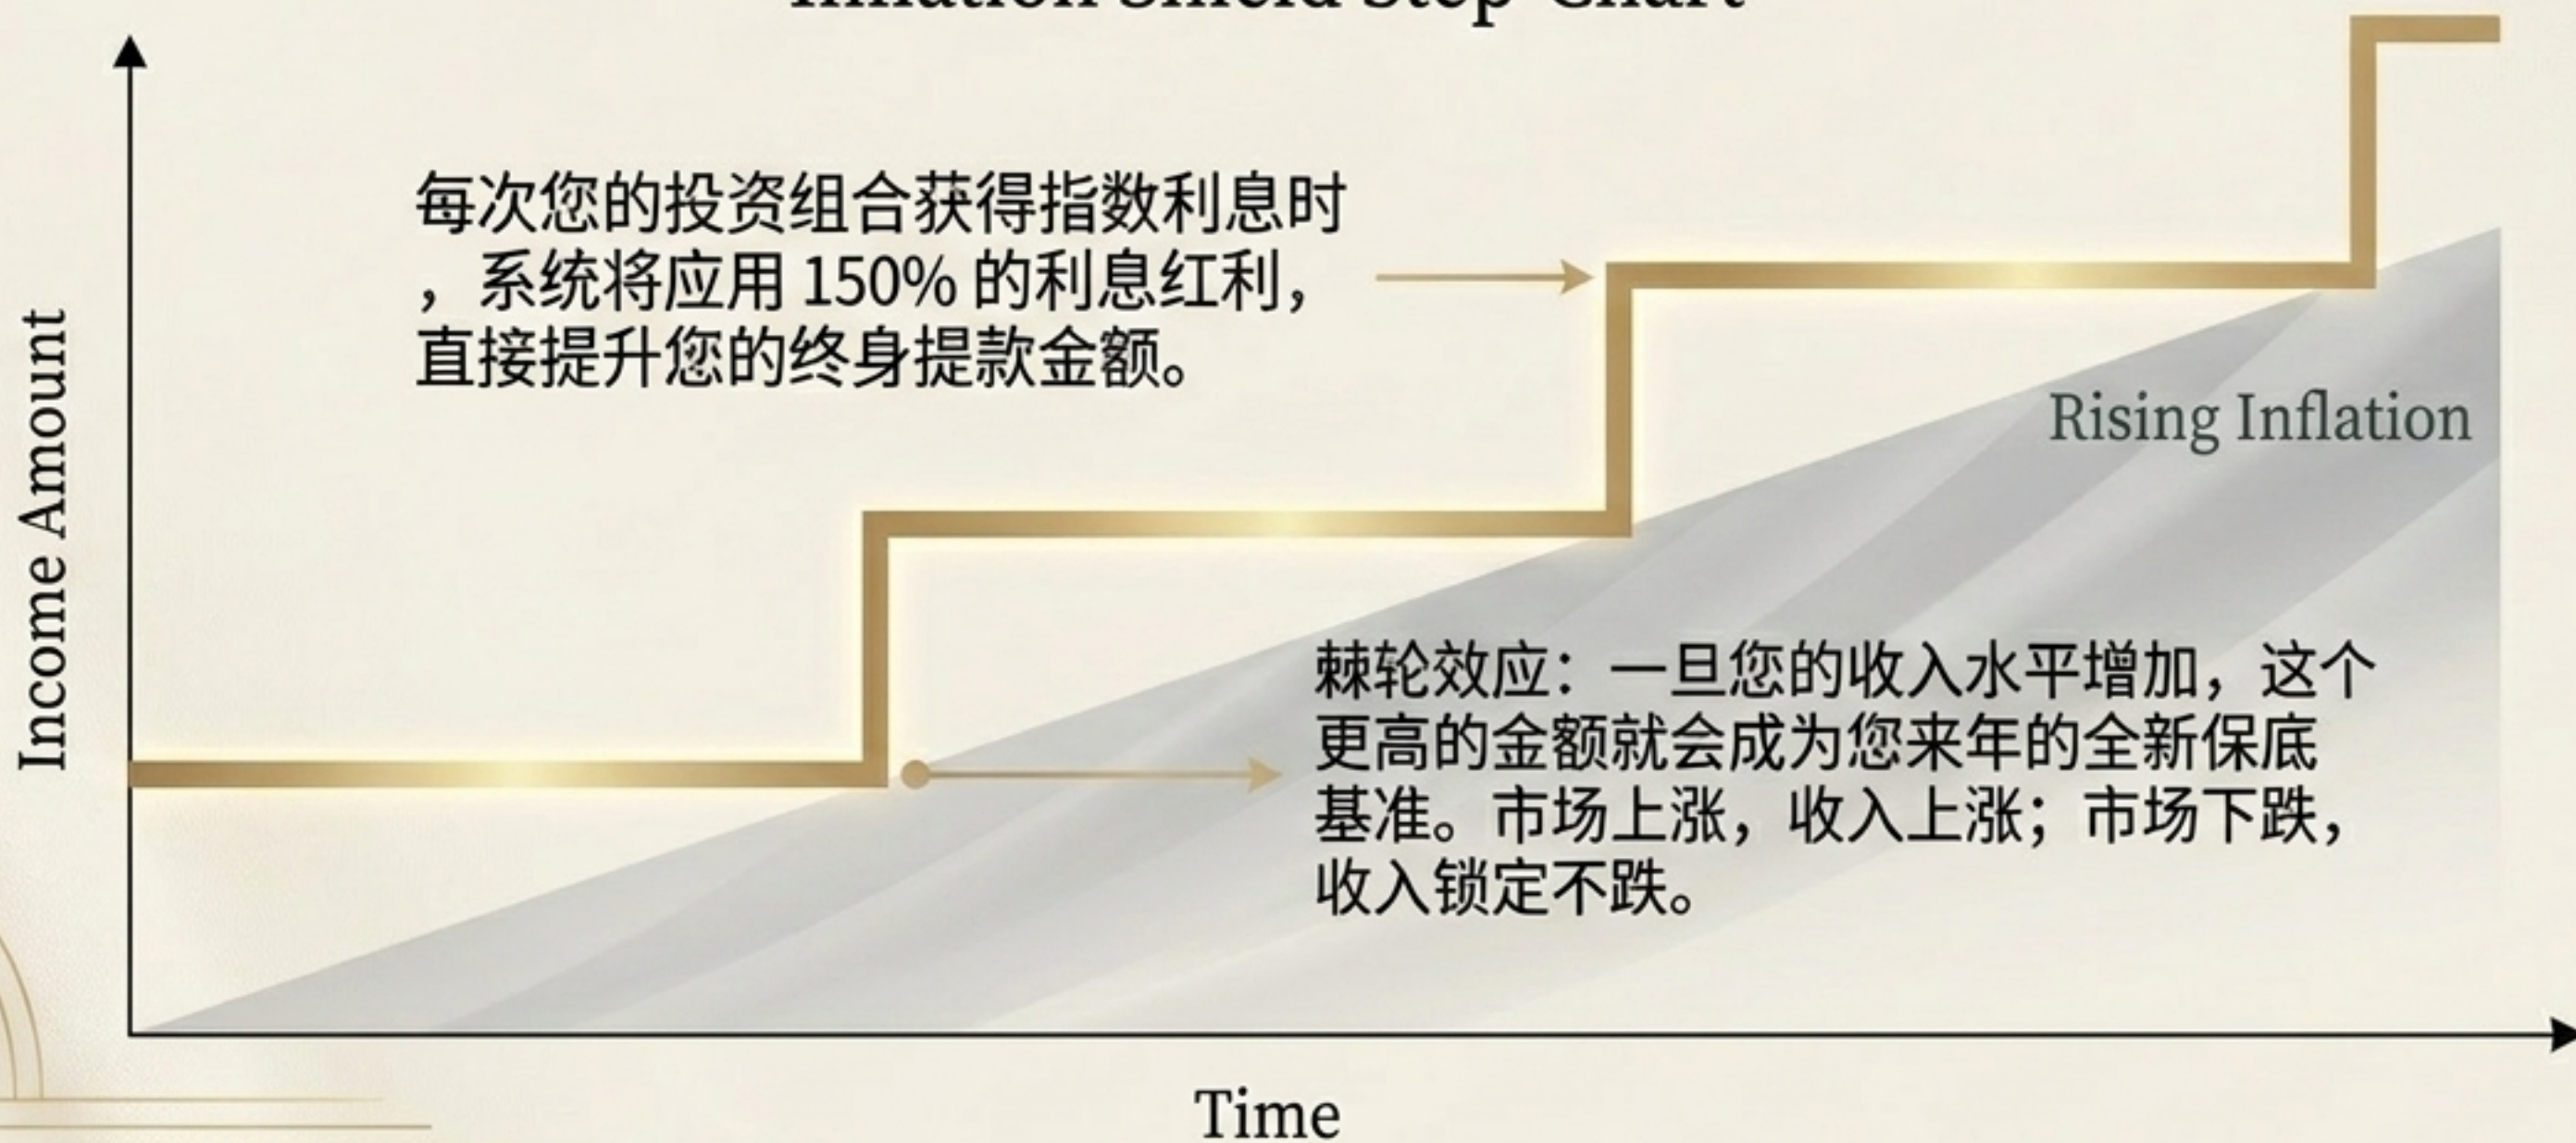 Inflation Shield Step-Chart
Income Amount
每次您的投资组合获得指数利息时
，系统将应用 150% 的利息红利，
直接提升您的终身提款金额。
Rising Inflation
棘轮效应：一旦您的收入水平增加，这个
更高的金额就会成为您来年的全新保底
基准。市场上涨，收入上涨；市场下跌，
收入锁定不跌。
Time